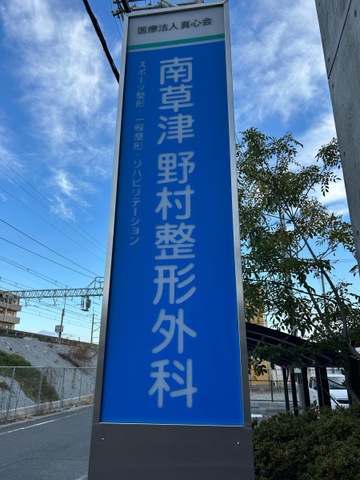 医療法人 真心会
南草津 野村整形外科
スポーツ整形・一般整形・リハビリテーション